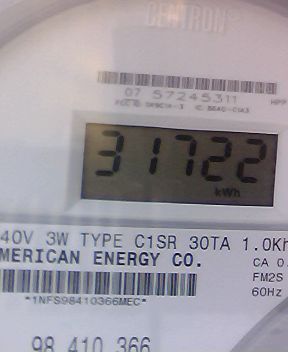 CENTRON®
07 57245311
31722
kWh
40V 3W TYPE C1SR 30TA 1.0Kh
MERICAN ENERGY CO.
CA 0.
FM2S
60Hz
*1NFS98410366MEC*
98 410 366